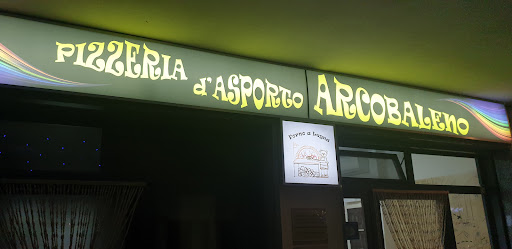 PIZZERIA d'ASPORTO ARCOBALENO
Forno a Legna